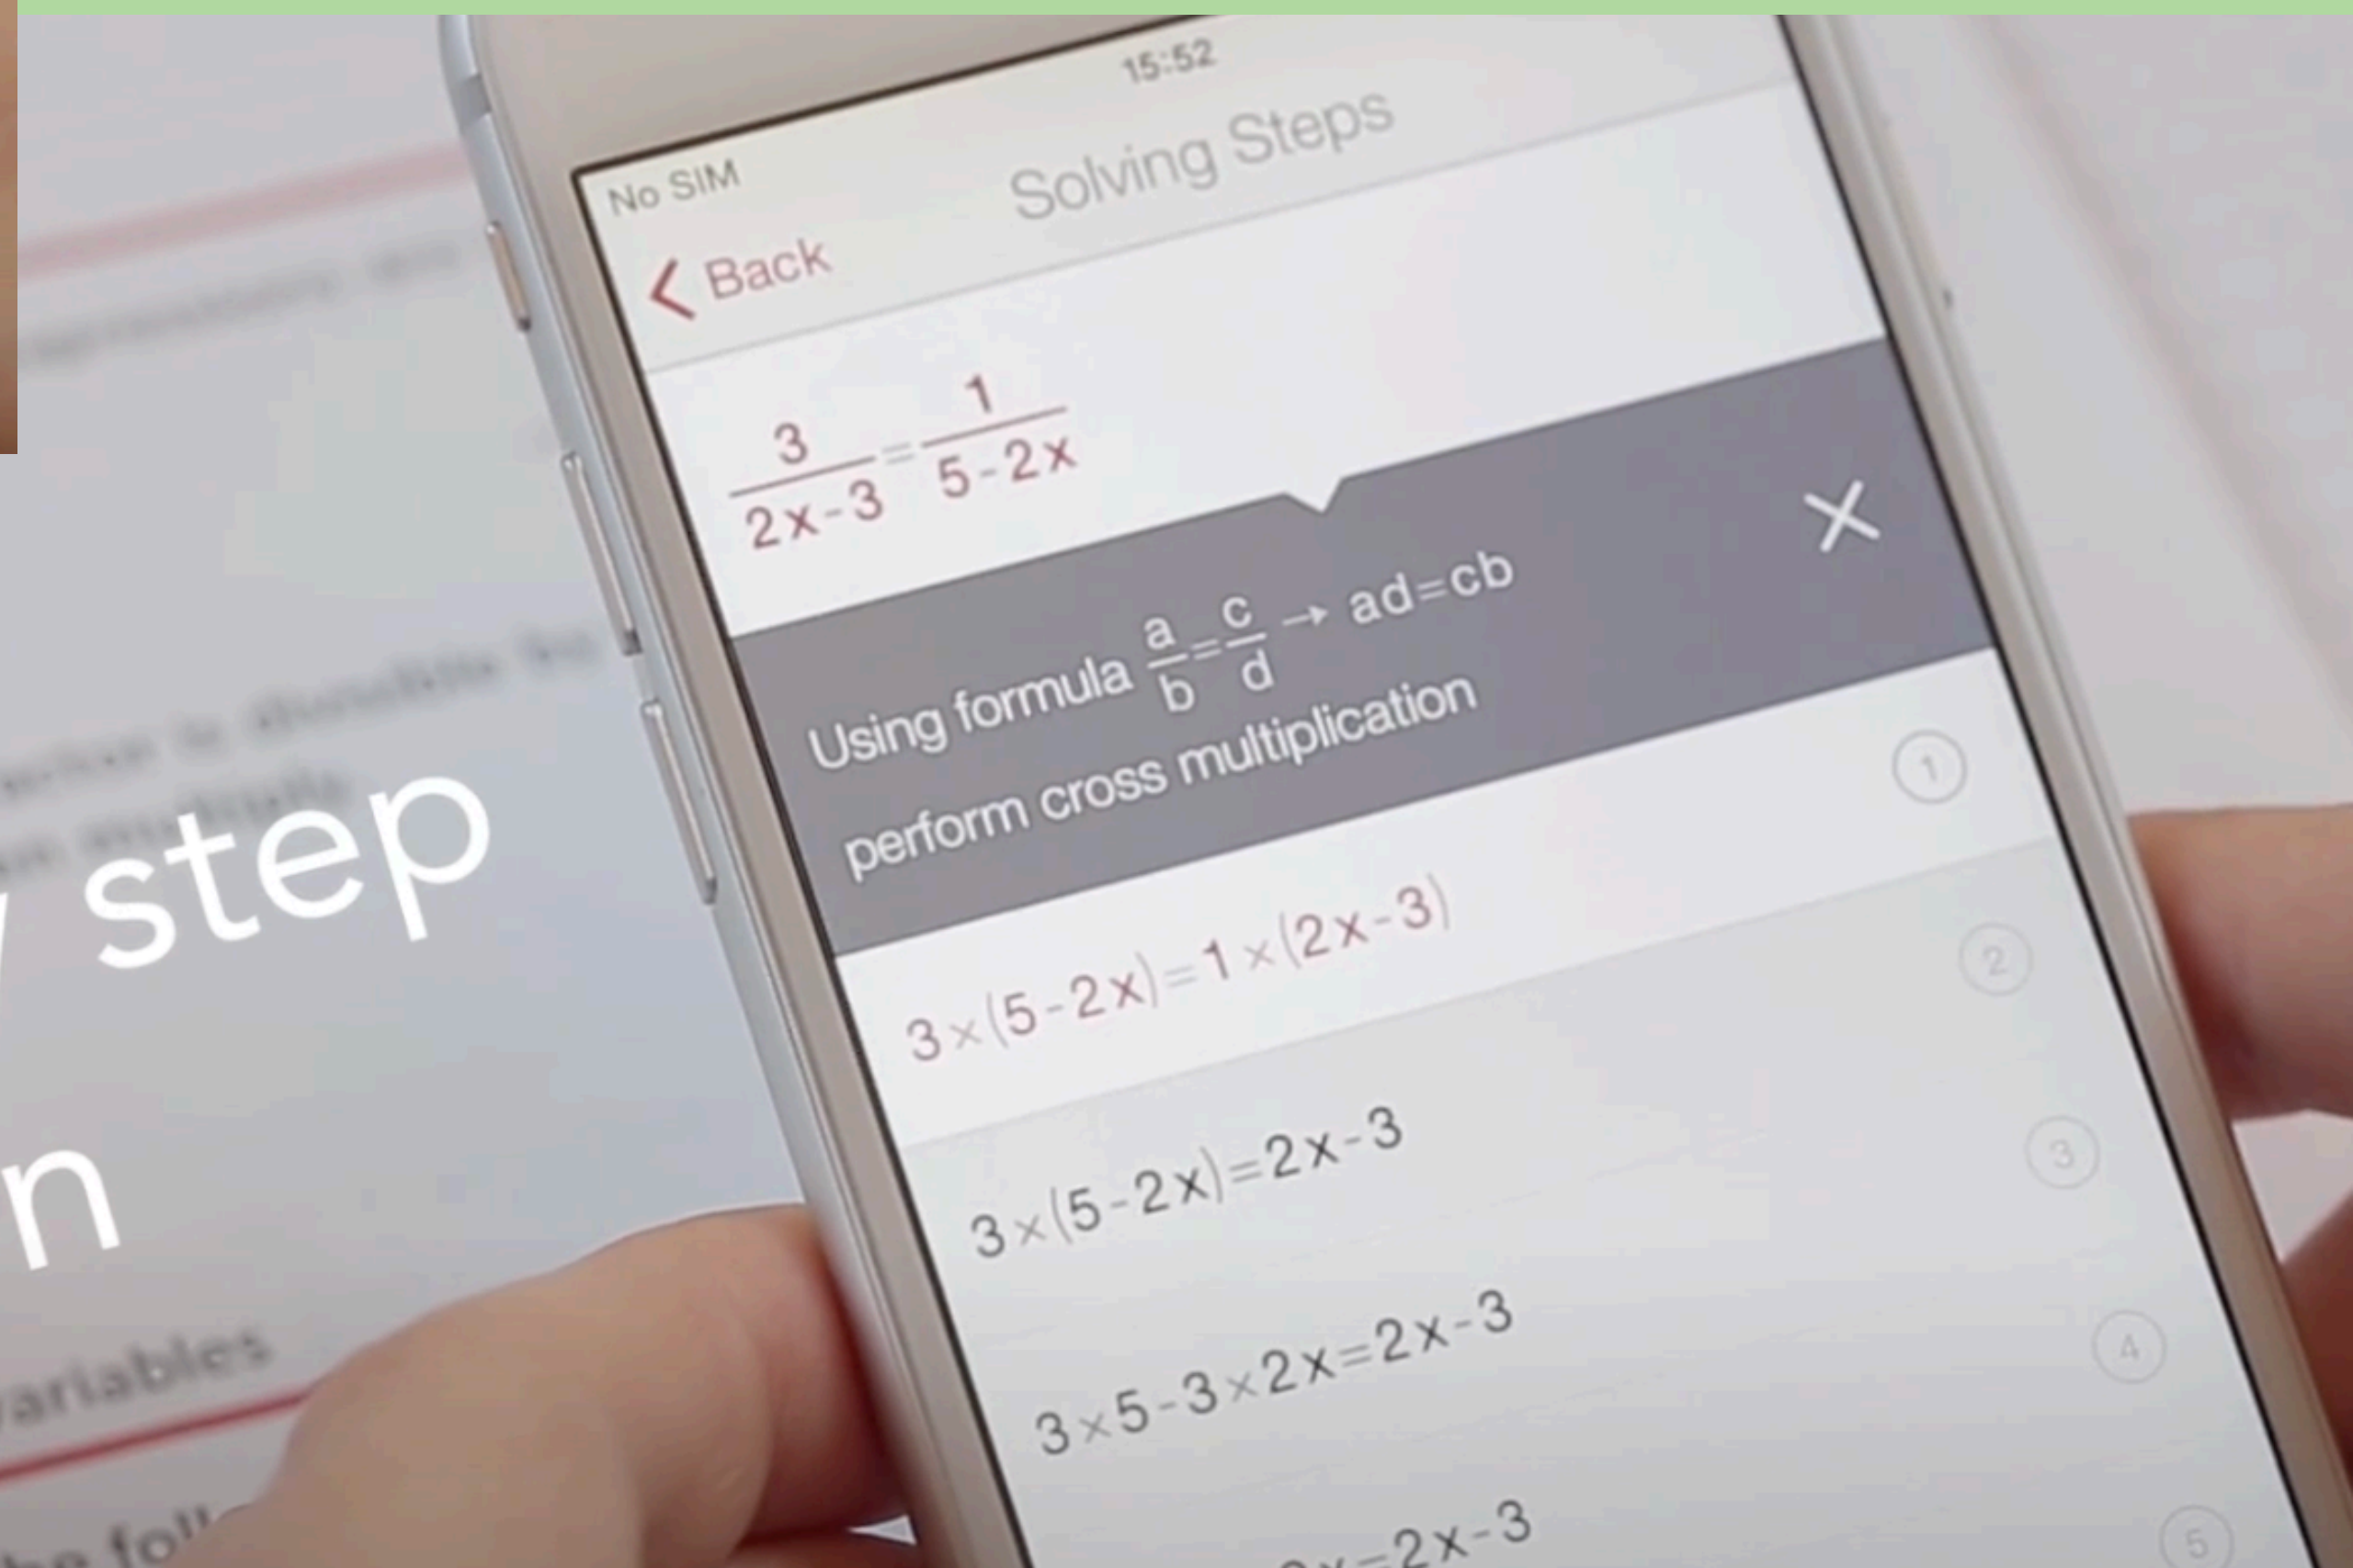 15:52
No SIM
Solving Steps
Back
3/(2x-3) = 1/(5-2x)
Using formula a/b = c/d → ad=cb
perform cross multiplication
1
3×(5-2x)=1×(2x-3)
2
3×(5-2x)=2x-3
3
3×5-3×2x=2x-3
4
=2x-3
5
step
n
variables